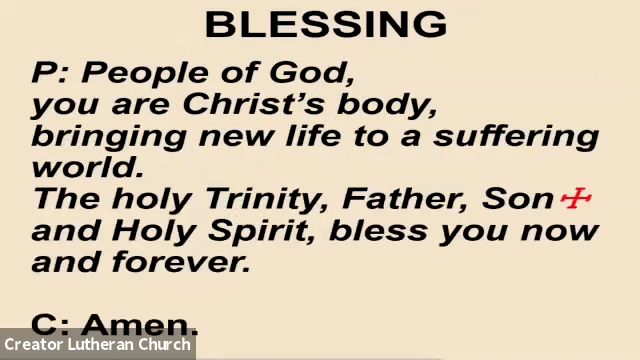 BLESSING
P: People of God,
you are Christ’s body,
bringing new life to a suffering
world.
The holy Trinity, Father, Son ☩
and Holy Spirit, bless you now
and forever.
C: Amen.
Creator Lutheran Church